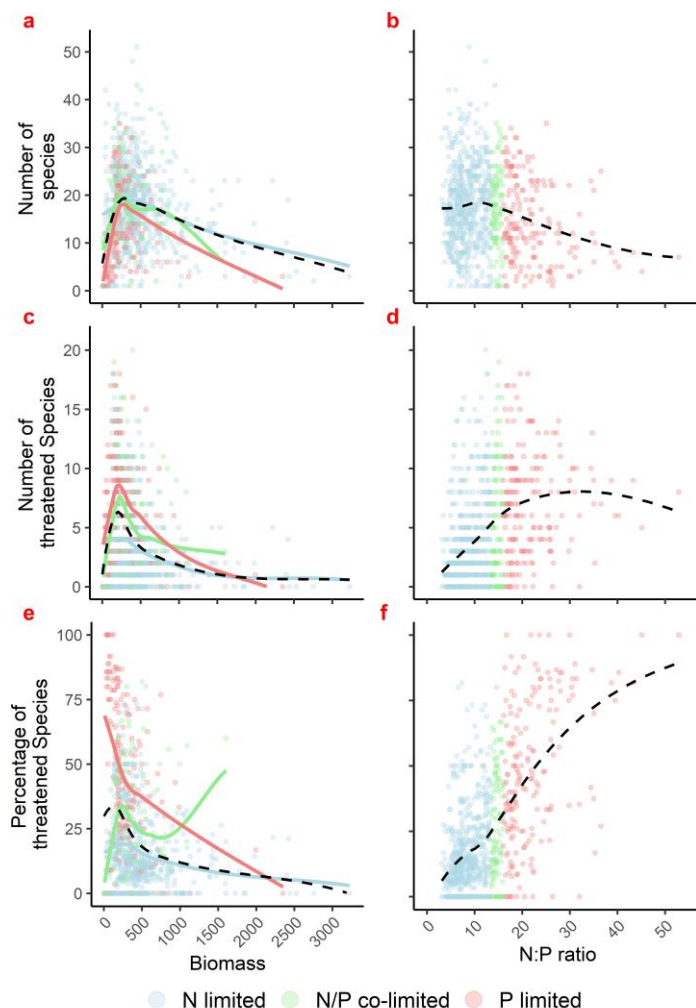 a
b
50
40
30
20
10
0
Number of
species
c
d
20
15
10
5
0
Number of
threatened Species
e
f
100
75
50
25
0
Percentage of
threatened Species
0 500 1000 1500 2000 2500 3000
Biomass
0 10 20 30 40 50
N:P ratio
N limited N/P co-limited P limited